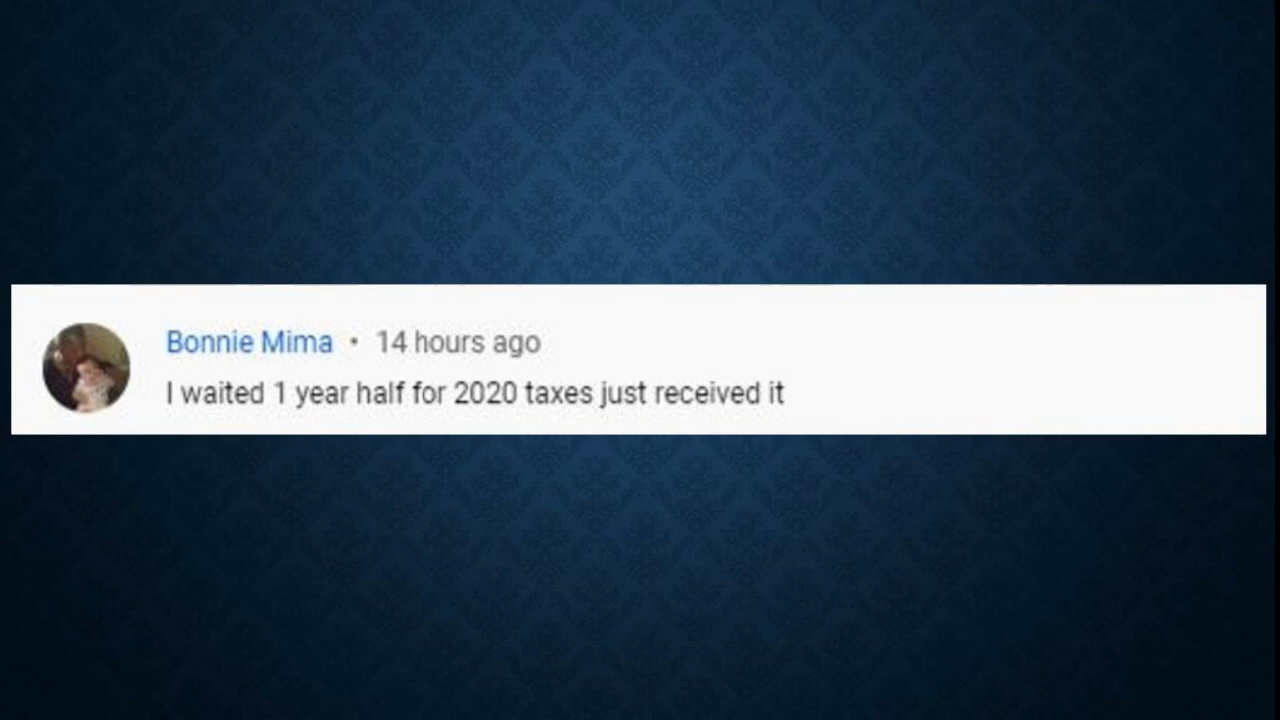 Bonnie Mima • 14 hours ago
I waited 1 year half for 2020 taxes just received it